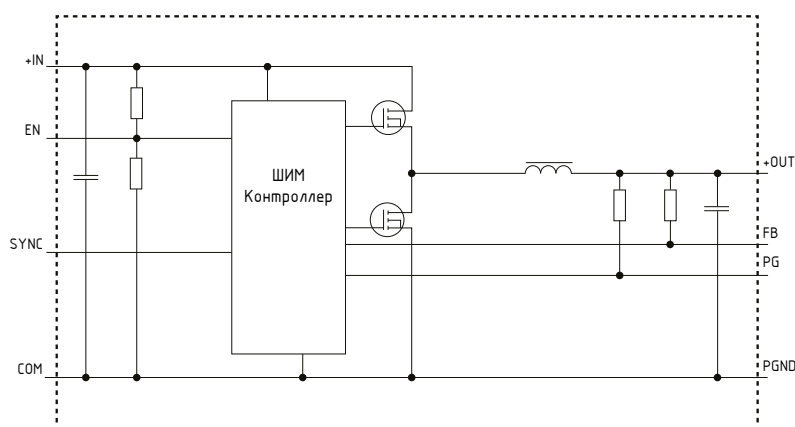 +IN
EN
ШИМ
Контроллер
+OUT
SYNC
FB
PG
COM
PGND